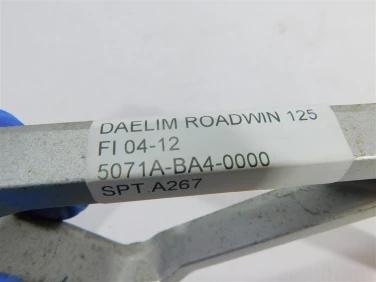 DAELIM ROADWIN 125
FI 04-12
5071A-BA4-0000
SPT.A267